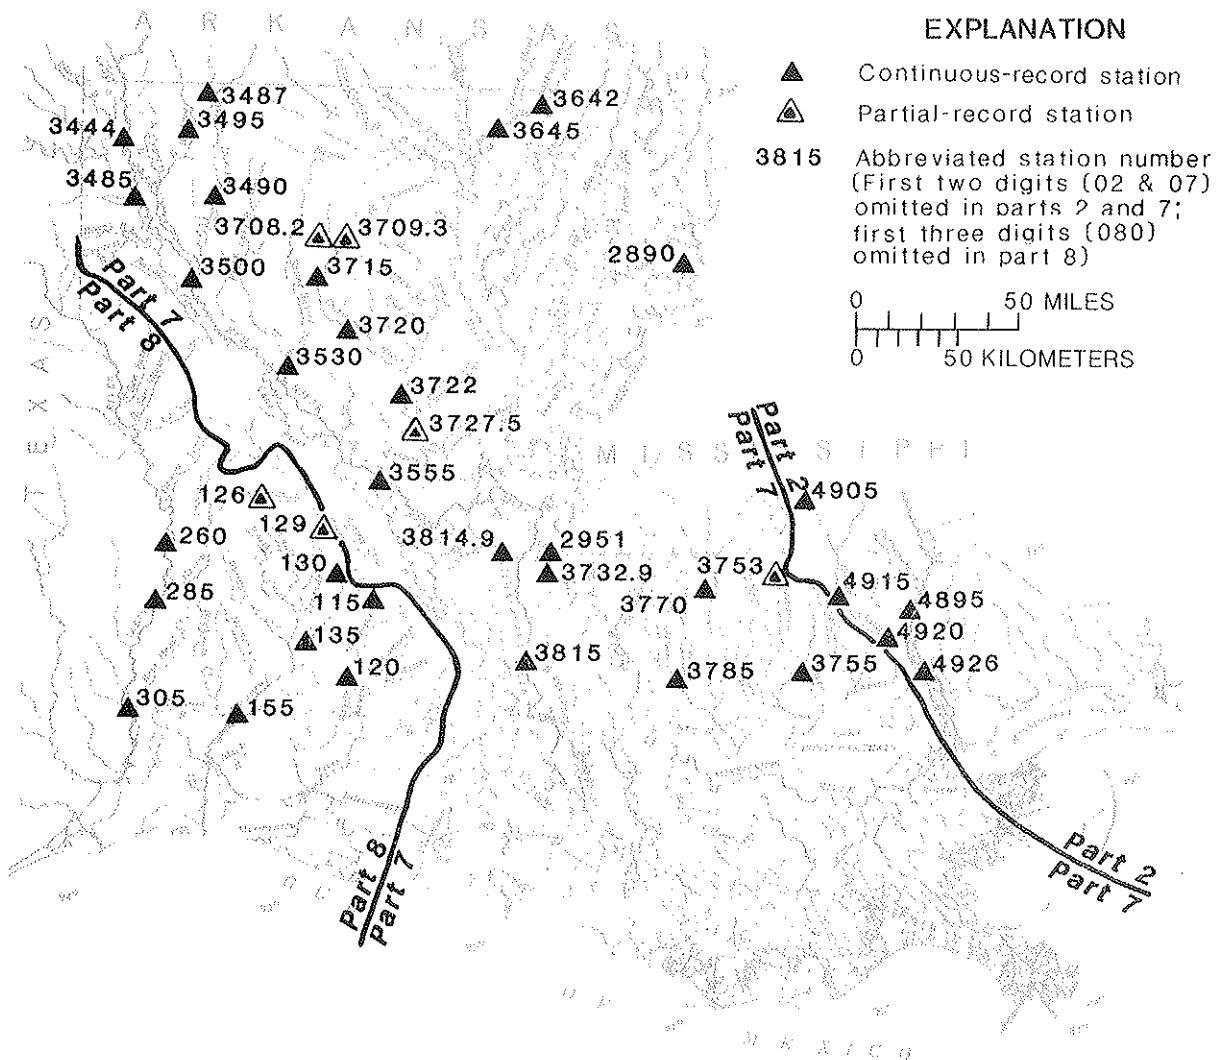 ARKANSAS
EXPLANATION
Continuous-record station
Partial-record station
3815 Abbreviated station number
(First two digits (02 & 07)
omitted in parts 2 and 7;
first three digits (080)
omitted in part 8)
0 50 MILES
0 50 KILOMETERS
3487
3642
3444
3495
3645
3485
3490
3708.2
3709.3
2890
3500
3715
Part 7
Part 8
TEXAS
3720
3530
3722
3727.5
Part 2
Part 7
MISSISSIPPI
3555
126
4905
129
260
3814.9
2951
130
3732.9
3753
285
115
3770
4915
4895
135
4920
120
3815
3785
3755
4926
305
155
Part 8
Part 7
Part 2
Part 7
OF
MEXICO